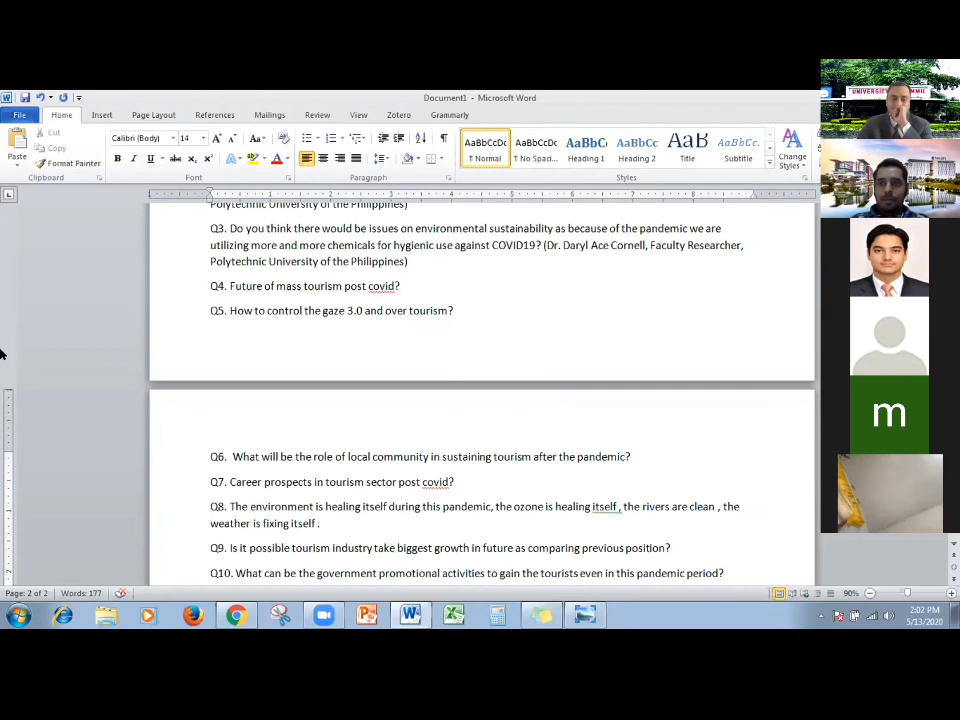 Document1 - Microsoft Word
File Home Insert Page Layout References Mailings Review View Zotero Grammarly
Paste
Cut
Copy
Format Painter
Calibri (Body) 14
AaBbCcDc AaBbCcDc AaBbC AaBbCc AaB AaBbCc.
¶ Normal ¶ No Spaci... Heading 1 Heading 2 Title Subtitle
Change Styles
Clipboard Font Paragraph Styles
Polytechnic University of the Philippines)
Q3. Do you think there would be issues on environmental sustainability as because of the pandemic we are
utilizing more and more chemicals for hygienic use against COVID19? (Dr. Daryl Ace Cornell, Faculty Researcher,
Polytechnic University of the Philippines)
Q4. Future of mass tourism post covid?
Q5. How to control the gaze 3.0 and over tourism?
Q6.  What will be the role of local community in sustaining tourism after the pandemic?
Q7. Career prospects in tourism sector post covid?
Q8. The environment is healing itself during this pandemic, the ozone is healing itself , the rivers are clean , the
weather is fixing itself .
Q9. Is it possible tourism industry take biggest growth in future as comparing previous position?
Q10. What can be the government promotional activities to gain the tourists even in this pandemic period?
m
Page: 2 of 2 Words: 177 90%
2:02 PM
5/13/2020